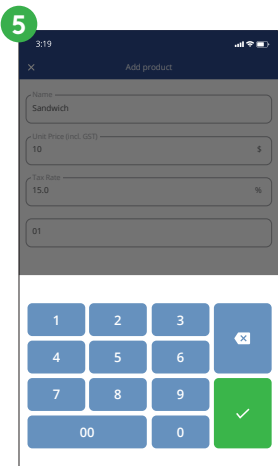 5
3:19
Add product
Name
Sandwich
Unit Price (incl. GST)
10 $
Tax Rate
15.0 %
01
1 2 3
4 5 6
7 8 9
00 0